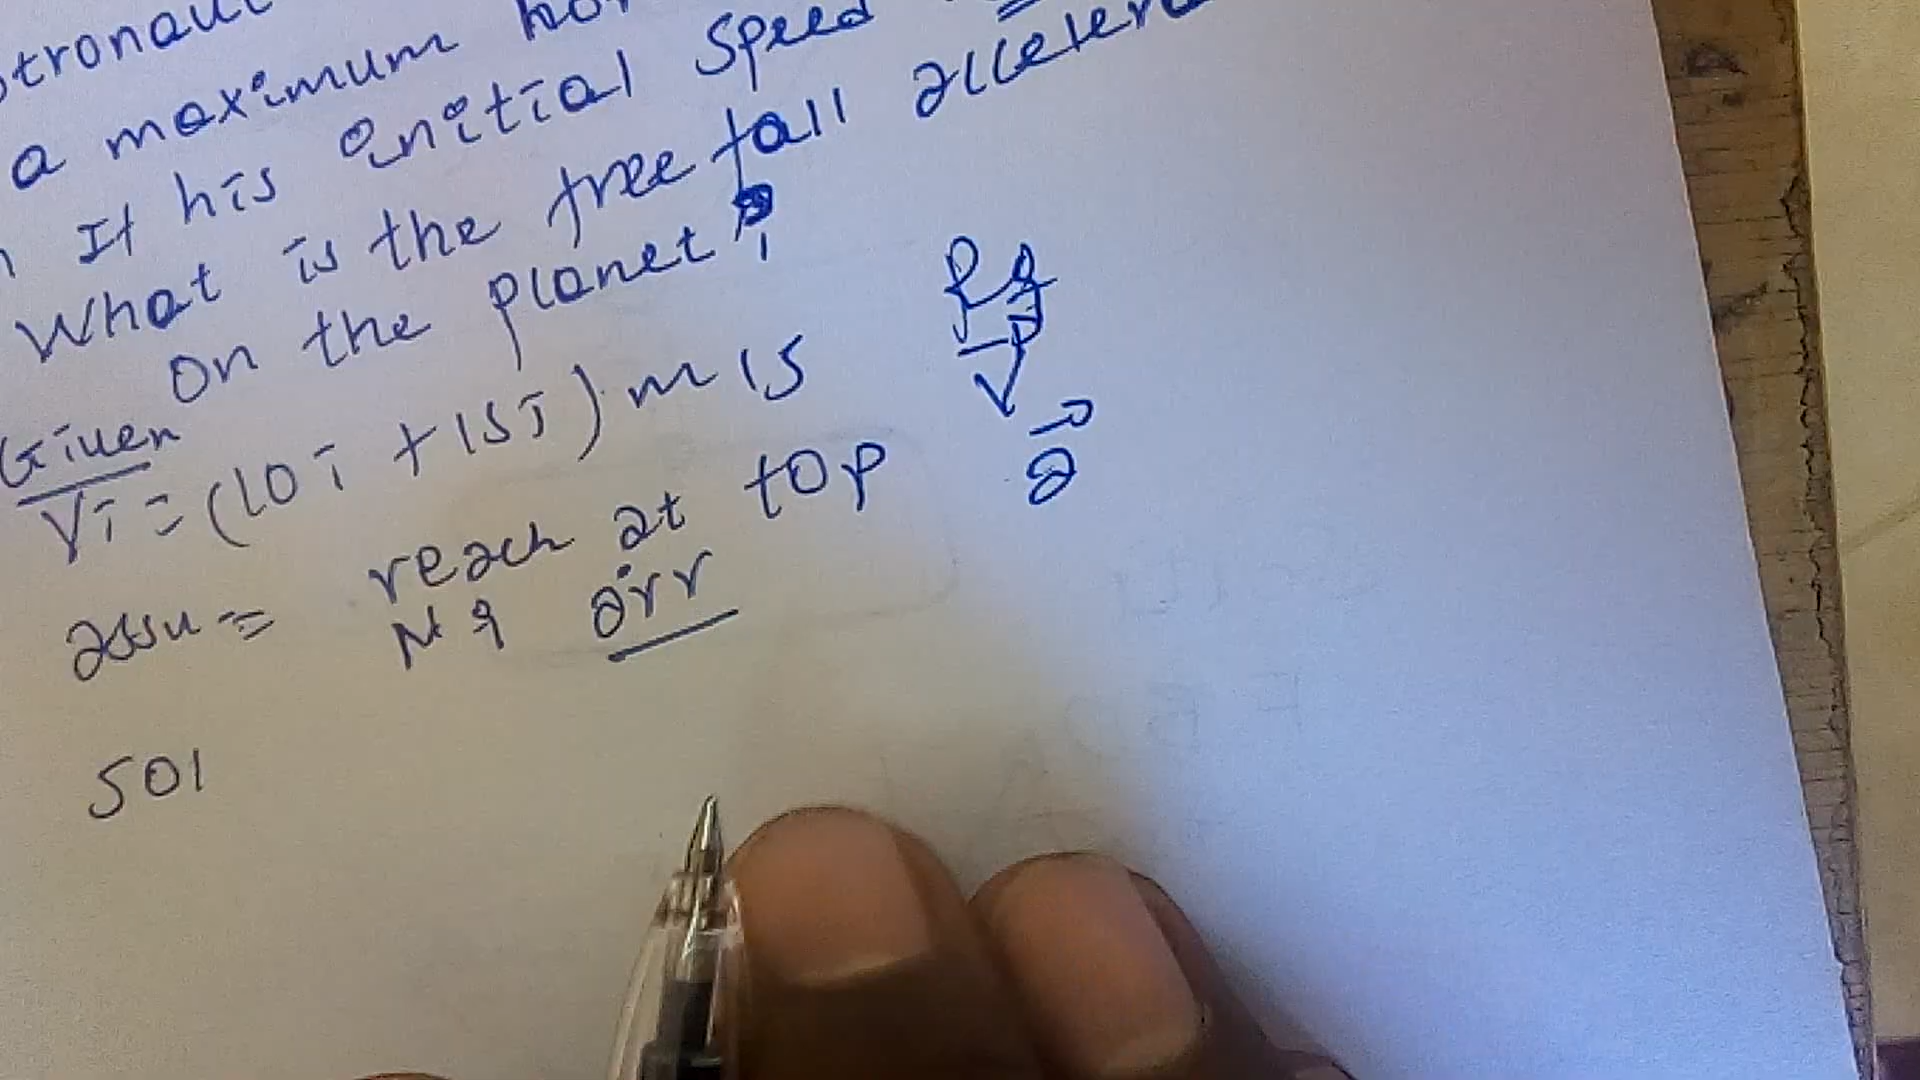 tronaut
a maximum ho
If his initial speed
What is the free fall acceler
on the planet?
Given
Vi = (10i + 15j) m/s
assu = reach at top
air
sol